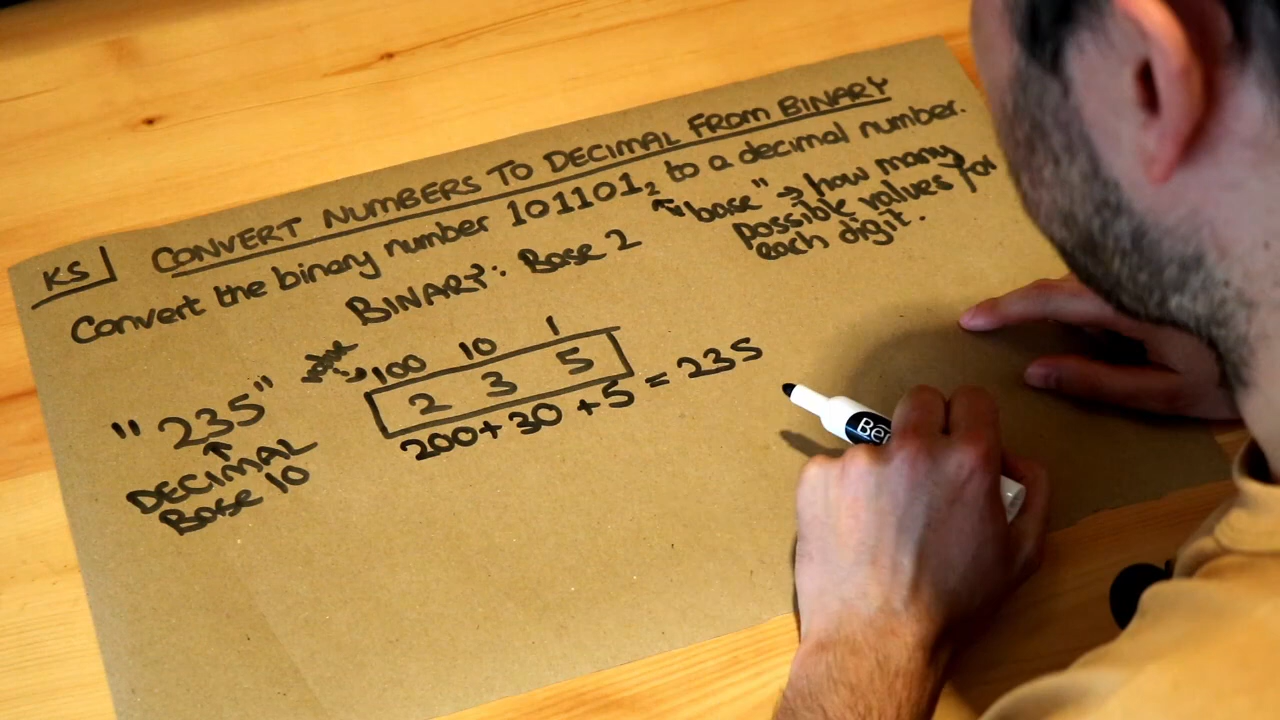 KS
CONVERT NUMBERS TO DECIMAL FROM BINARY
Convert the binary number 101101₂ to a decimal number.
BINARY: Base 2
"base" → how many
possible values for
each digit.
"235"
DECIMAL
Base 10
100 10 1
2 3 5
200+ 30 +5 = 235
Ber